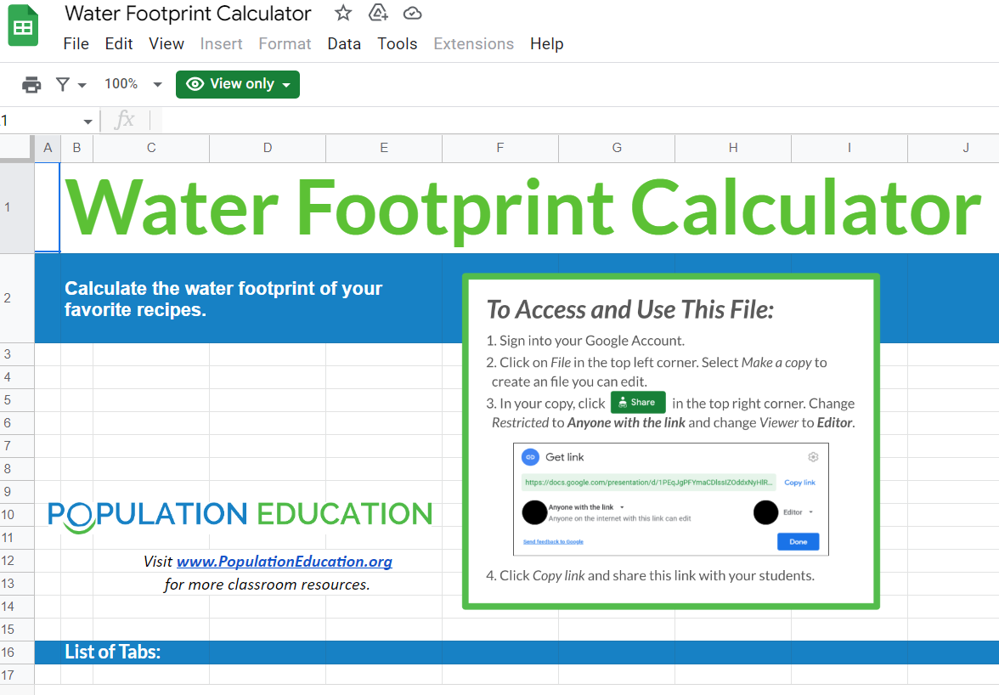 Water Footprint Calculator
File Edit View Insert Format Data Tools Extensions Help
100% View only
1 fx
A B C D E F G H I J
1 Water Footprint Calculator
2 Calculate the water footprint of your
favorite recipes.
To Access and Use This File:
1. Sign into your Google Account.
2. Click on File in the top left corner. Select Make a copy to
create an file you can edit.
3. In your copy, click Share in the top right corner. Change
Restricted to Anyone with the link and change Viewer to Editor.
Get link
https://docs.google.com/presentation/d/1PEqJgPFYmaCDlssIZOddxNyHlR... Copy link
Anyone with the link
Anyone on the internet with this link can edit
Editor
Send feedback to Google
Done
4. Click Copy link and share this link with your students.
3
4
5
6
7
8
9
10 POPULATION EDUCATION
11
12 Visit www.PopulationEducation.org
13 for more classroom resources.
14
15
16 List of Tabs:
17